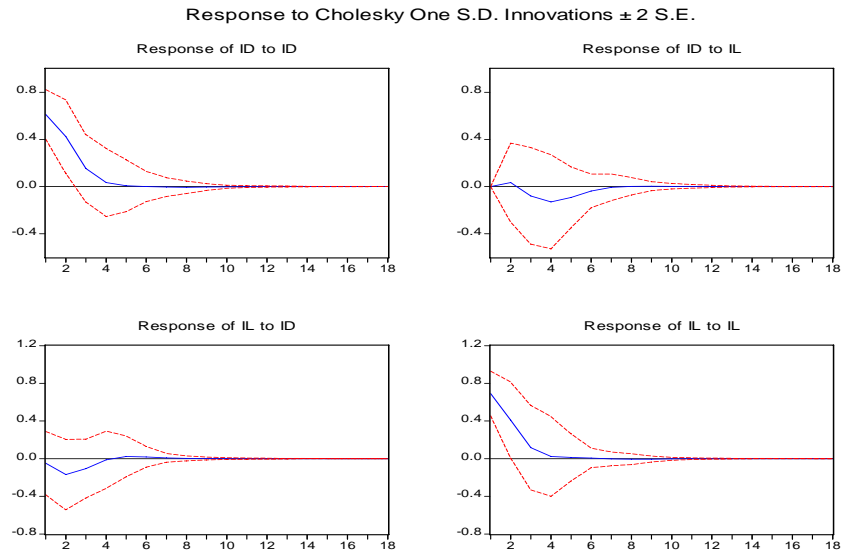 Response to Cholesky One S.D. Innovations ± 2 S.E.
Response of ID to ID
0.8
0.4
0.0
-0.4
2 4 6 8 10 12 14 16 18
Response of ID to IL
0.8
0.4
0.0
-0.4
2 4 6 8 10 12 14 16 18
Response of IL to ID
1.2
0.8
0.4
0.0
-0.4
-0.8
2 4 6 8 10 12 14 16 18
Response of IL to IL
1.2
0.8
0.4
0.0
-0.4
-0.8
2 4 6 8 10 12 14 16 18